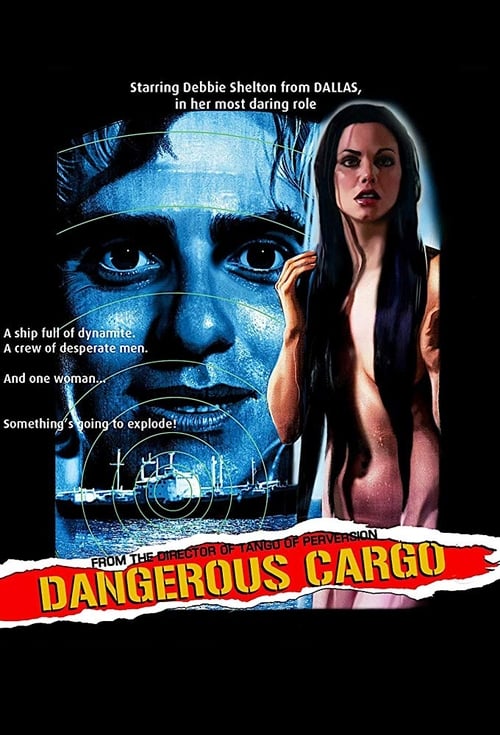 Starring Debbie Shelton from DALLAS,
in her most daring role
A ship full of dynamite.
A crew of desperate men.
And one woman...
Something's going to explode!
FROM THE DIRECTOR OF TANGO OF PERVERSION
DANGEROUS CARGO